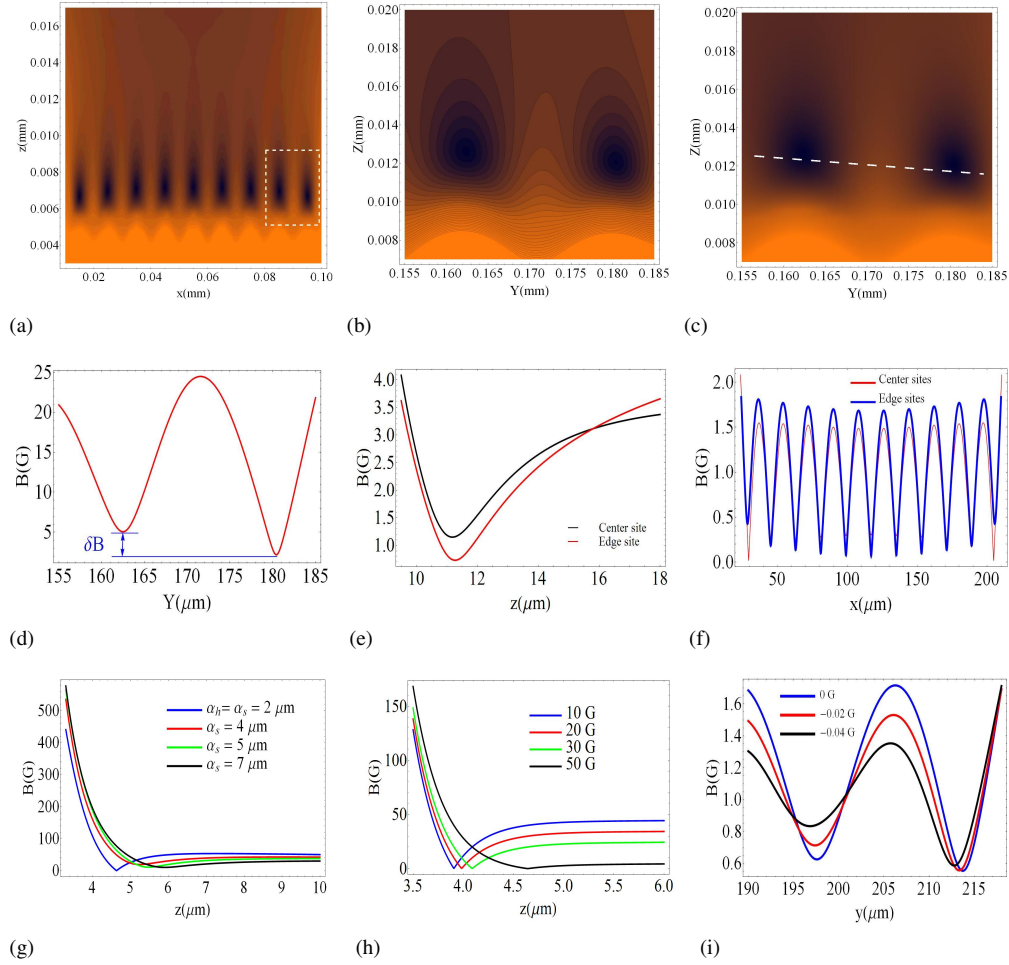 z(mm)
0.016
0.014
0.012
0.010
0.008
0.006
0.004
0.02 0.04 0.06 0.08 0.10
x(mm)
(a)
Z(mm)
0.020
0.018
0.016
0.014
0.012
0.010
0.008
0.155 0.160 0.165 0.170 0.175 0.180 0.185
Y(mm)
(b)
Z(mm)
0.020
0.018
0.016
0.014
0.012
0.010
0.008
0.155 0.160 0.165 0.170 0.175 0.180 0.185
Y(mm)
(c)
B(G)
25
20
15
10
5
δB
155 160 165 171 175 180 185
Y(μm)
(d)
B(G)
4.0
3.5
3.0
2.5
2.0
1.5
1.0
Center site
Edge site
10 12 14 16 18
z(μm)
(e)
B(G)
2.0
1.5
1.0
0.5
0.0
Center sites
Edge sites
50 100 150 200
x(μm)
(f)
B(G)
500
400
300
200
100
0
αh= αs = 2 μm
αs = 4 μm
αs = 5 μm
αs = 7 μm
4 5 6 7 8 9 10
z(μm)
(g)
B(G)
150
100
50
0
10 G
20 G
30 G
50 G
3.5 4.0 4.5 5.0 5.5 6.0
z(μm)
(h)
B(G)
1.6
1.4
1.2
1.0
0.8
0.6
0 G
−0.02 G
−0.04 G
190 195 200 205 210 215
y(μm)
(i)